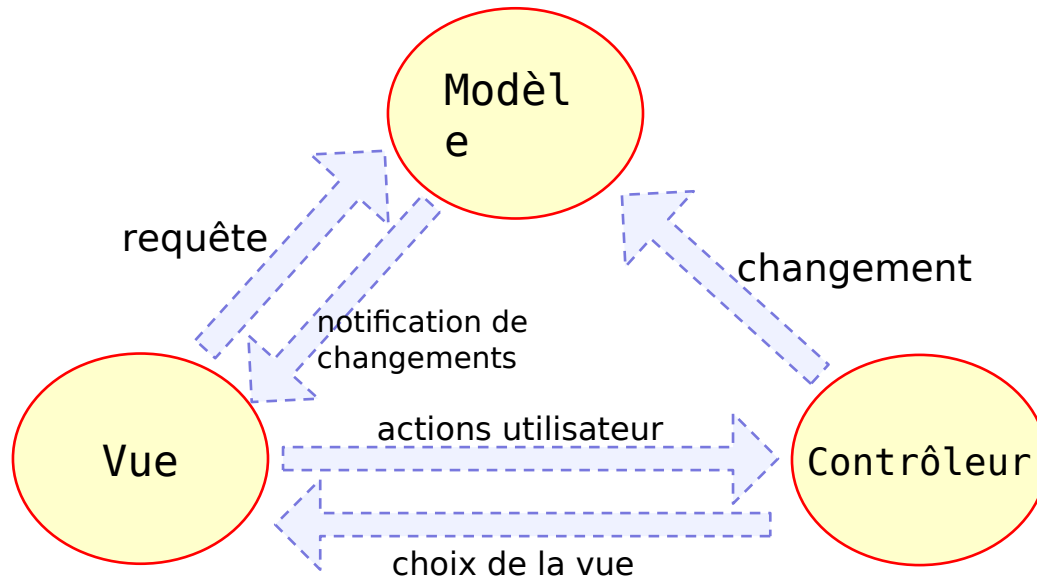 Modèl
e
requête
changement
notification de
changements
actions utilisateur
Vue
Contrôleur
choix de la vue